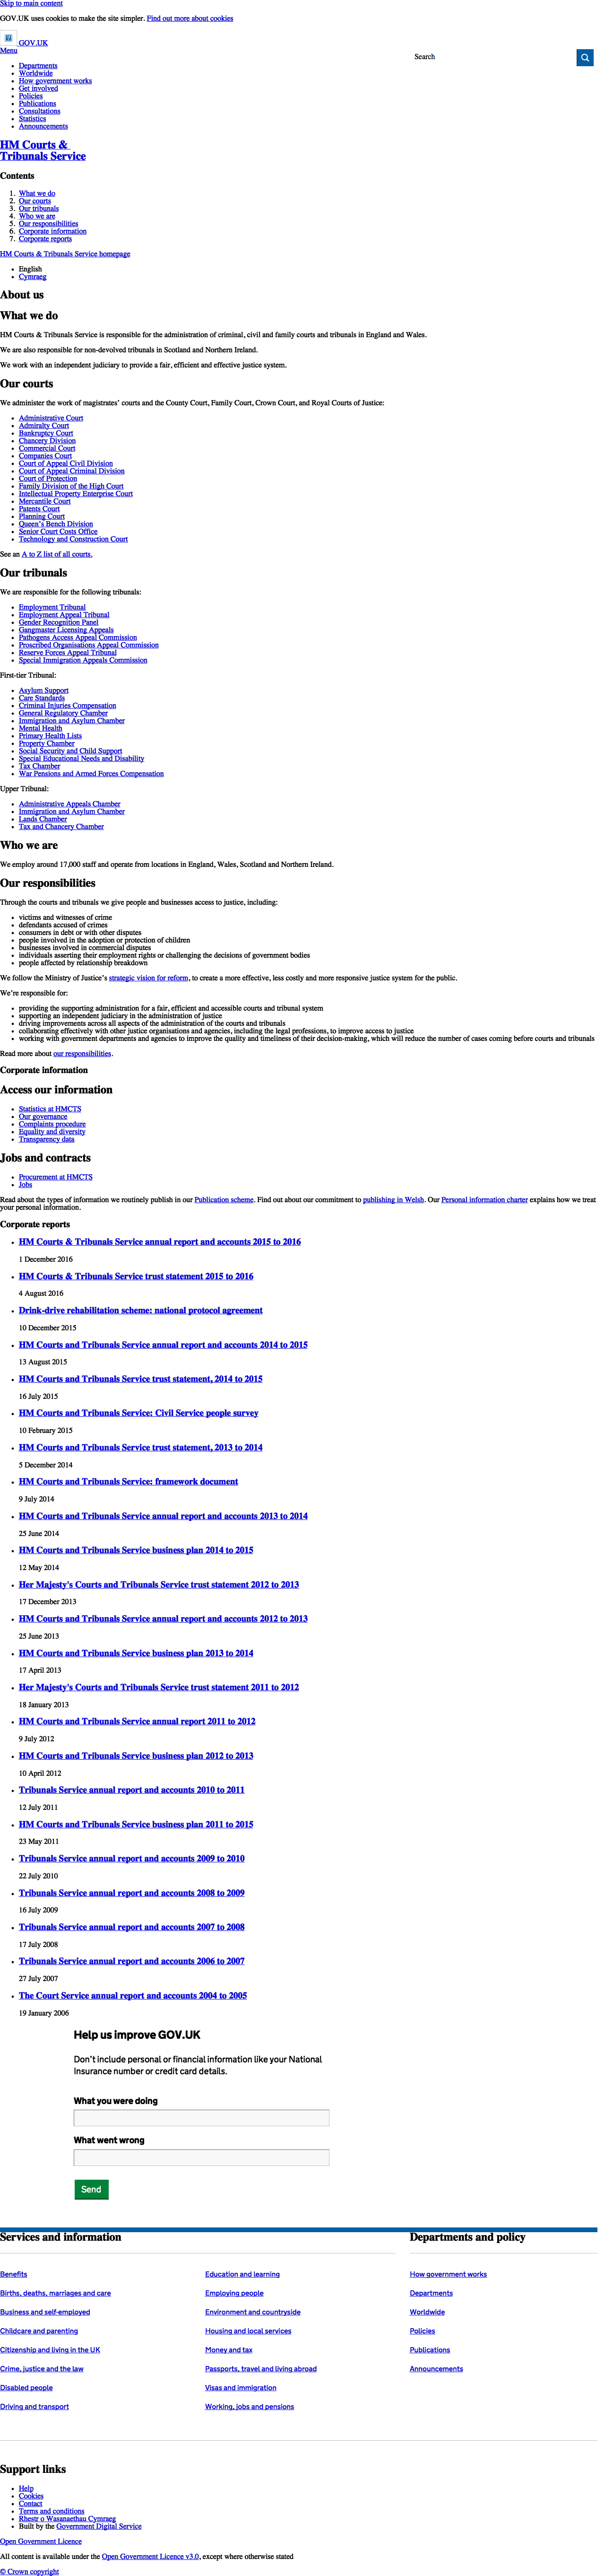 Skip to main content
GOV.UK uses cookies to make the site simpler. Find out more about cookies
GOV.UK
Menu
Search
Departments
Worldwide
How government works
Get involved
Policies
Publications
Consultations
Statistics
Announcements
HM Courts &
Tribunals Service
Contents
1. What we do
2. Our courts
3. Our tribunals
4. Who we are
5. Our responsibilities
6. Corporate information
7. Corporate reports
HM Courts & Tribunals Service homepage
English
Cymraeg
About us
What we do
HM Courts & Tribunals Service is responsible for the administration of criminal, civil and family courts and tribunals in England and Wales.
We are also responsible for non-devolved tribunals in Scotland and Northern Ireland.
We work with an independent judiciary to provide a fair, efficient and effective justice system.
Our courts
We administer the work of magistrates' courts and the County Court, Family Court, Crown Court, and Royal Courts of Justice:
Administrative Court
Admiralty Court
Bankruptcy Court
Chancery Division
Commercial Court
Companies Court
Court of Appeal Civil Division
Court of Appeal Criminal Division
Court of Protection
Family Division of the High Court
Intellectual Property Enterprise Court
Mercantile Court
Patents Court
Planning Court
Queen's Bench Division
Senior Court Costs Office
Technology and Construction Court
See an A to Z list of all courts.
Our tribunals
We are responsible for the following tribunals:
Employment Tribunal
Employment Appeal Tribunal
Gender Recognition Panel
Gangmaster Licensing Appeals
Pathogens Access Appeal Commission
Proscribed Organisations Appeal Commission
Reserve Forces Appeal Tribunal
Special Immigration Appeals Commission
First-tier Tribunal:
Asylum Support
Care Standards
Criminal Injuries Compensation
General Regulatory Chamber
Immigration and Asylum Chamber
Mental Health
Primary Health Lists
Property Chamber
Social Security and Child Support
Special Educational Needs and Disability
Tax Chamber
War Pensions and Armed Forces Compensation
Upper Tribunal:
Administrative Appeals Chamber
Immigration and Asylum Chamber
Lands Chamber
Tax and Chancery Chamber
Who we are
We employ around 17,000 staff and operate from locations in England, Wales, Scotland and Northern Ireland.
Our responsibilities
Through the courts and tribunals we give people and businesses access to justice, including:
victims and witnesses of crime
defendants accused of crimes
consumers in debt or with other disputes
people involved in the adoption or protection of children
businesses involved in commercial disputes
individuals asserting their employment rights or challenging the decisions of government bodies
people affected by relationship breakdown
We follow the Ministry of Justice's strategic vision for reform, to create a more effective, less costly and more responsive justice system for the public.
We're responsible for:
providing the supporting administration for a fair, efficient and accessible courts and tribunal system
supporting an independent judiciary in the administration of justice
driving improvements across all aspects of the administration of the courts and tribunals
collaborating effectively with other justice organisations and agencies, including the legal professions, to improve access to justice
working with government departments and agencies to improve the quality and timeliness of their decision-making, which will reduce the number of cases coming before courts and tribunals
Read more about our responsibilities.
Corporate information
Access our information
Statistics at HMCTS
Our governance
Complaints procedure
Equality and diversity
Transparency data
Jobs and contracts
Procurement at HMCTS
Jobs
Read about the types of information we routinely publish in our Publication scheme. Find out about our commitment to publishing in Welsh. Our Personal information charter explains how we treat
your personal information.
Corporate reports
HM Courts & Tribunals Service annual report and accounts 2015 to 2016
1 December 2016
HM Courts & Tribunals Service trust statement 2015 to 2016
4 August 2016
Drink-drive rehabilitation scheme: national protocol agreement
10 December 2015
HM Courts and Tribunals Service annual report and accounts 2014 to 2015
13 August 2015
HM Courts and Tribunals Service trust statement, 2014 to 2015
16 July 2015
HM Courts and Tribunals Service: Civil Service people survey
10 February 2015
HM Courts and Tribunals Service trust statement, 2013 to 2014
5 December 2014
HM Courts and Tribunals Service: framework document
9 July 2014
HM Courts and Tribunals Service annual report and accounts 2013 to 2014
25 June 2014
HM Courts and Tribunals Service business plan 2014 to 2015
12 May 2014
Her Majesty's Courts and Tribunals Service trust statement 2012 to 2013
17 December 2013
HM Courts and Tribunals Service annual report and accounts 2012 to 2013
25 June 2013
HM Courts and Tribunals Service business plan 2013 to 2014
17 April 2013
Her Majesty's Courts and Tribunals Service trust statement 2011 to 2012
18 January 2013
HM Courts and Tribunals Service annual report 2011 to 2012
9 July 2012
HM Courts and Tribunals Service business plan 2012 to 2013
10 April 2012
Tribunals Service annual report and accounts 2010 to 2011
12 July 2011
HM Courts and Tribunals Service business plan 2011 to 2015
23 May 2011
Tribunals Service annual report and accounts 2009 to 2010
22 July 2010
Tribunals Service annual report and accounts 2008 to 2009
16 July 2009
Tribunals Service annual report and accounts 2007 to 2008
17 July 2008
Tribunals Service annual report and accounts 2006 to 2007
27 July 2007
The Court Service annual report and accounts 2004 to 2005
19 January 2006
Help us improve GOV.UK
Don't include personal or financial information like your National
Insurance number or credit card details.
What you were doing
What went wrong
Send
Services and information
Benefits
Births, deaths, marriages and care
Business and self-employed
Childcare and parenting
Citizenship and living in the UK
Crime, justice and the law
Disabled people
Driving and transport
Education and learning
Employing people
Environment and countryside
Housing and local services
Money and tax
Passports, travel and living abroad
Visas and immigration
Working, jobs and pensions
Departments and policy
How government works
Departments
Worldwide
Policies
Publications
Announcements
Support links
Help
Cookies
Contact
Terms and conditions
Rhestr o Wasanaethau Cymraeg
Built by the Government Digital Service
Open Government Licence
All content is available under the Open Government Licence v3.0, except where otherwise stated
© Crown copyright